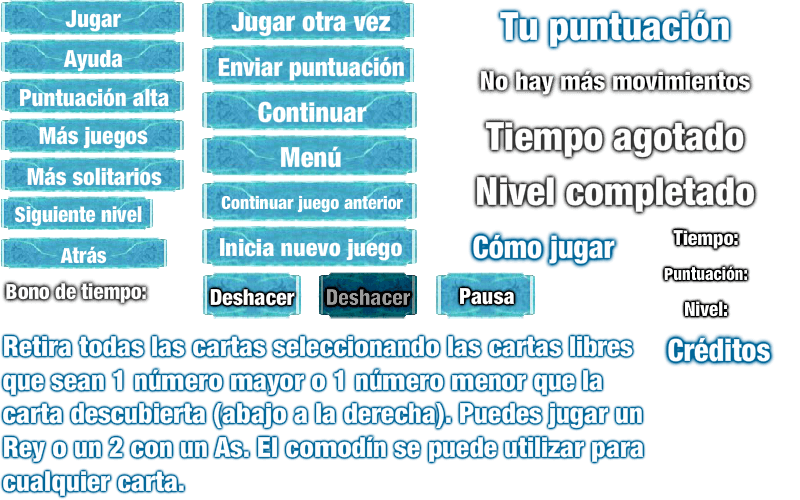 Jugar
Ayuda
Puntuación alta
Más juegos
Más solitarios
Siguiente nivel
Atrás
Bono de tiempo:
Jugar otra vez
Enviar puntuación
Continuar
Menú
Continuar juego anterior
Inicia nuevo juego
Deshacer
Deshacer
Pausa
Tu puntuación
No hay más movimientos
Tiempo agotado
Nivel completado
Cómo jugar
Tiempo:
Puntuación:
Nivel:
Créditos
Retira todas las cartas seleccionando las cartas libres
que sean 1 número mayor o 1 número menor que la
carta descubierta (abajo a la derecha). Puedes jugar un
Rey o un 2 con un As. El comodín se puede utilizar para
cualquier carta.